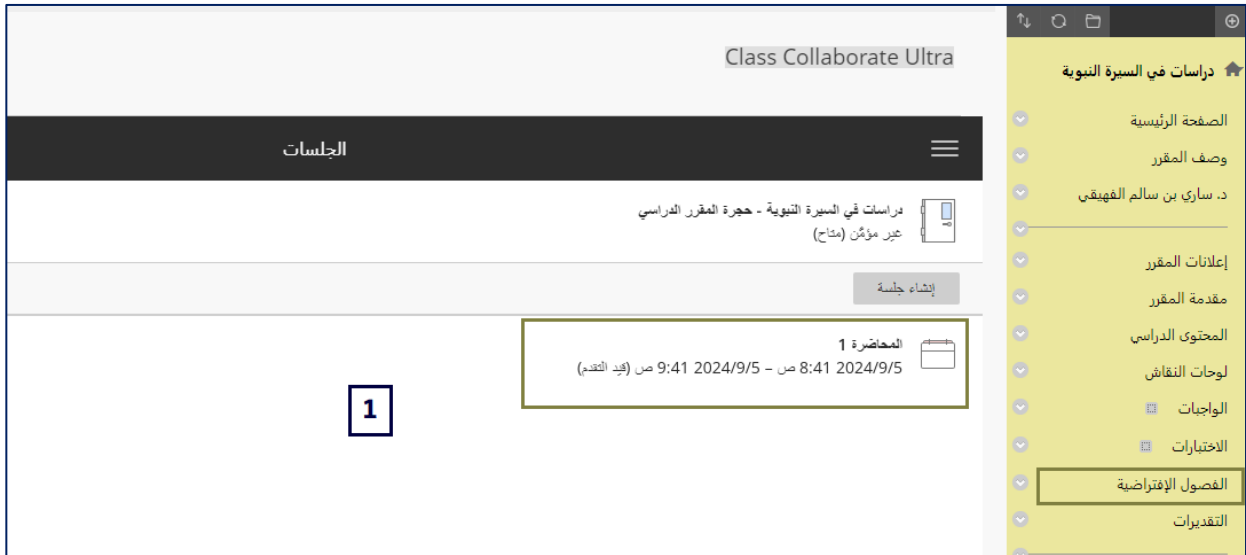 دراسات في السيرة النبوية
الصفحة الرئيسية
وصف المقرر
د. ساري بن سالم الفهيقي
إعلانات المقرر
مقدمة المقرر
المحتوى الدراسي
لوحات النقاش
الواجبات
الاختبارات
الفصول الإفتراضية
التقديرات
Class Collaborate Ultra
الجلسات
دراسات في السيرة النبوية - حجرة المقرر الدراسي
غير مؤمَّن (متاح)
إنشاء جلسة
المحاضرة 1
2024/9/5 8:41 ص – 2024/9/5 9:41 ص (قيد التقدم)
1